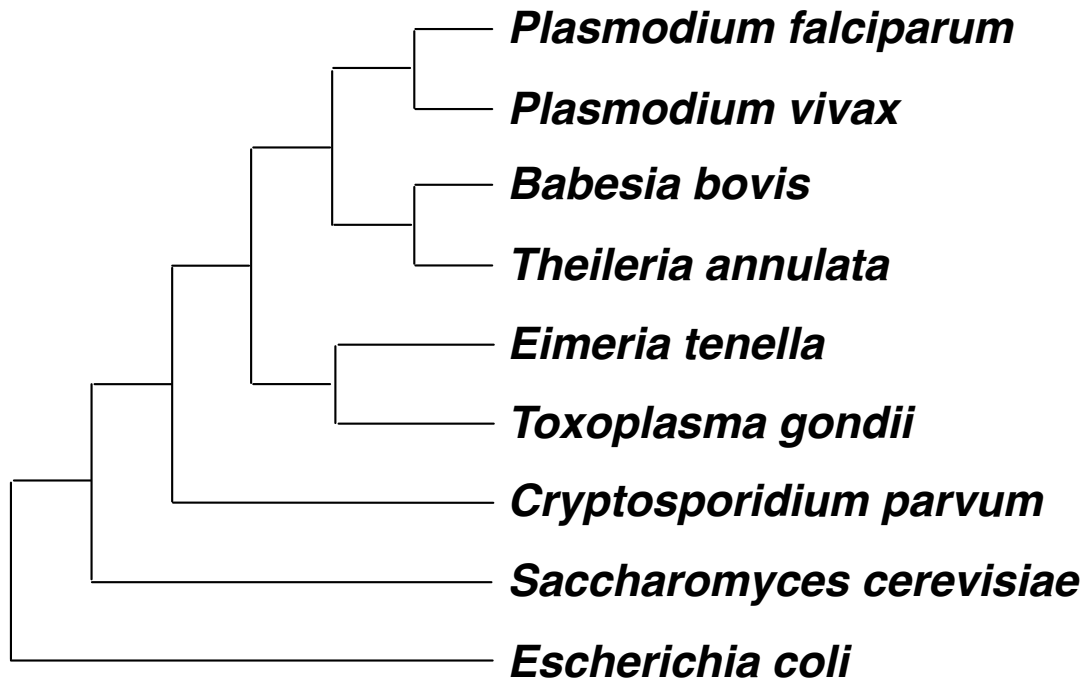 Plasmodium falciparum
Plasmodium vivax
Babesia bovis
Theileria annulata
Eimeria tenella
Toxoplasma gondii
Cryptosporidium parvum
Saccharomyces cerevisiae
Escherichia coli